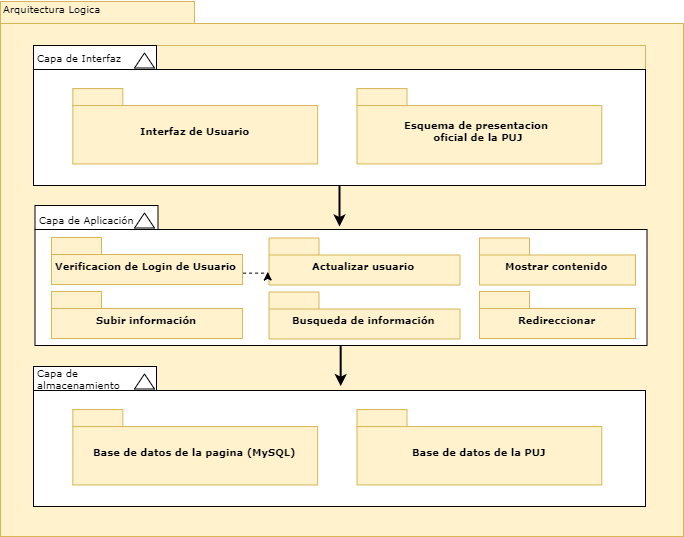 Arquitectura Logica
Capa de Interfaz
Interfaz de Usuario
Esquema de presentacion
oficial de la PUJ
Capa de Aplicación
Verificacion de Login de Usuario
Actualizar usuario
Mostrar contenido
Subir información
Busqueda de información
Redireccionar
Capa de
almacenamiento
Base de datos de la pagina (MySQL)
Base de datos de la PUJ